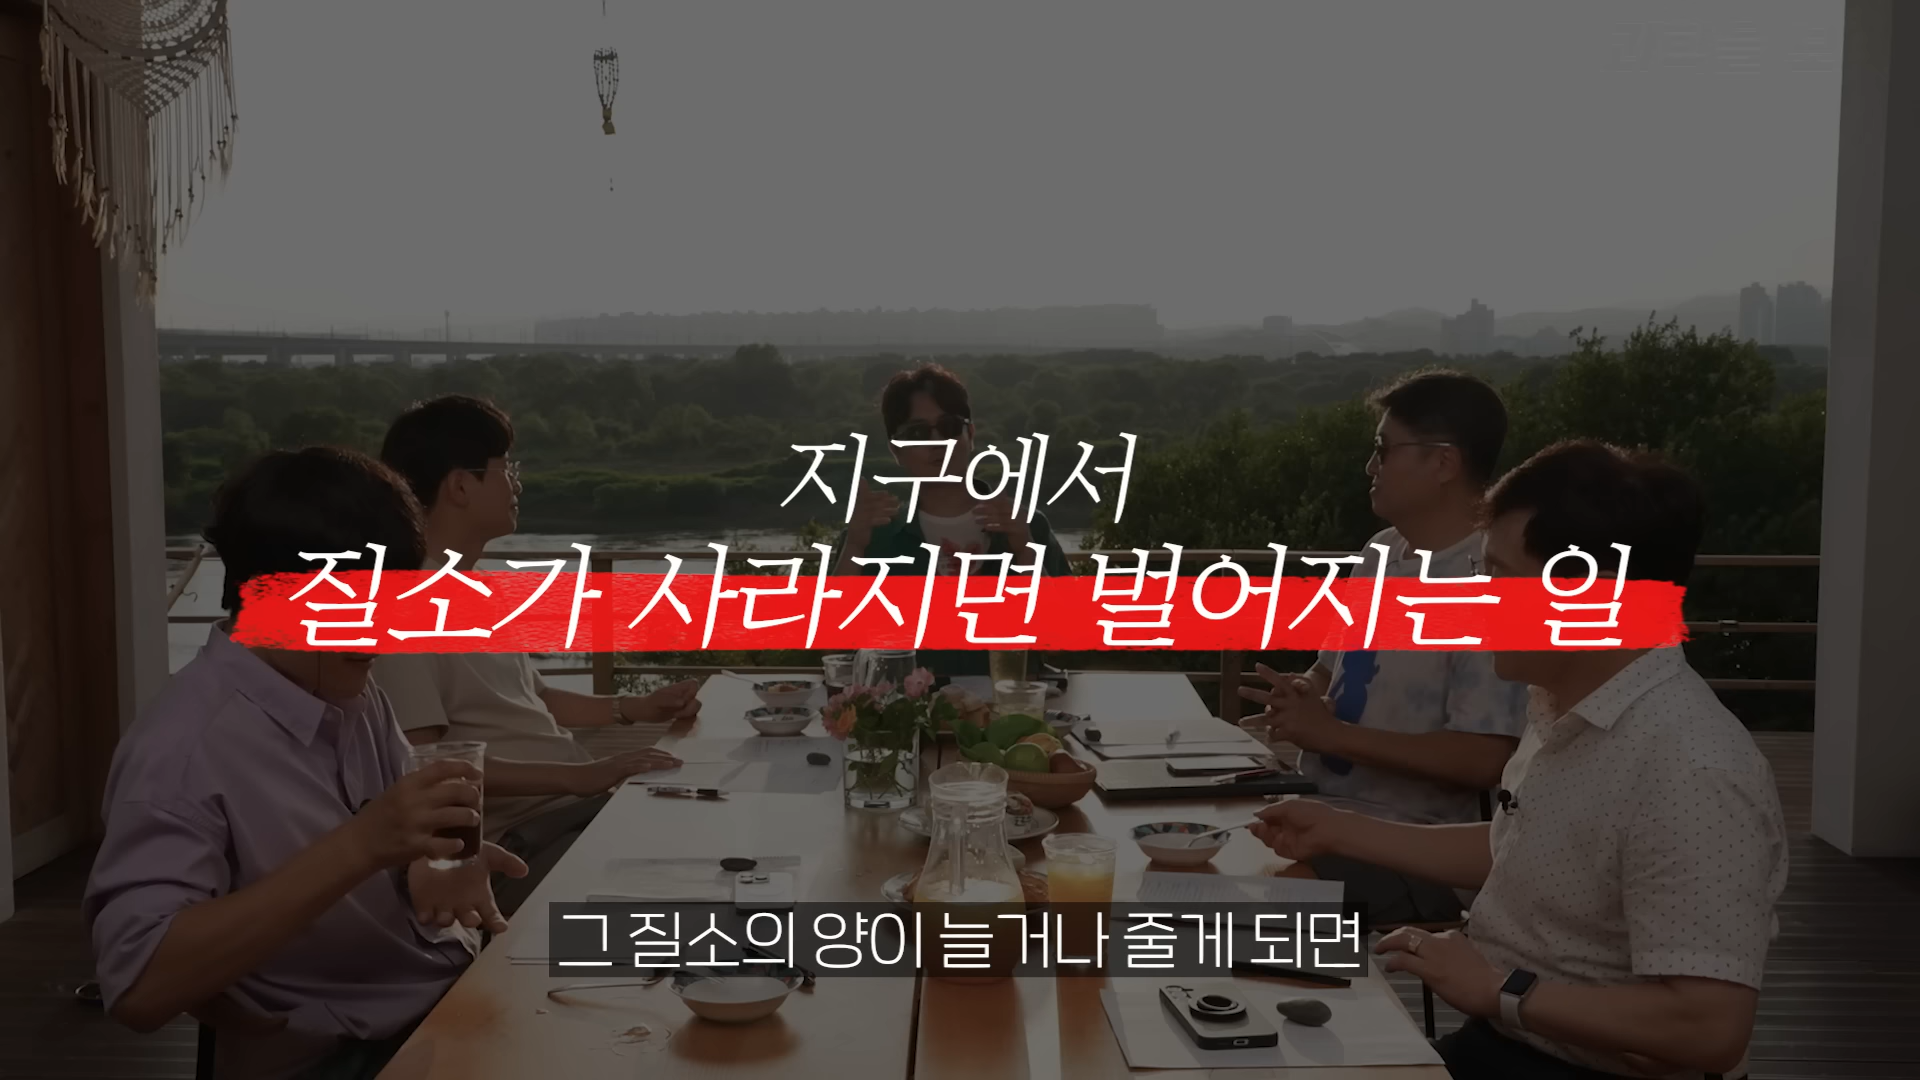 지구에서
질소가 사라지면 벌어지는 일
그 질소의 양이 늘거나 줄게 되면